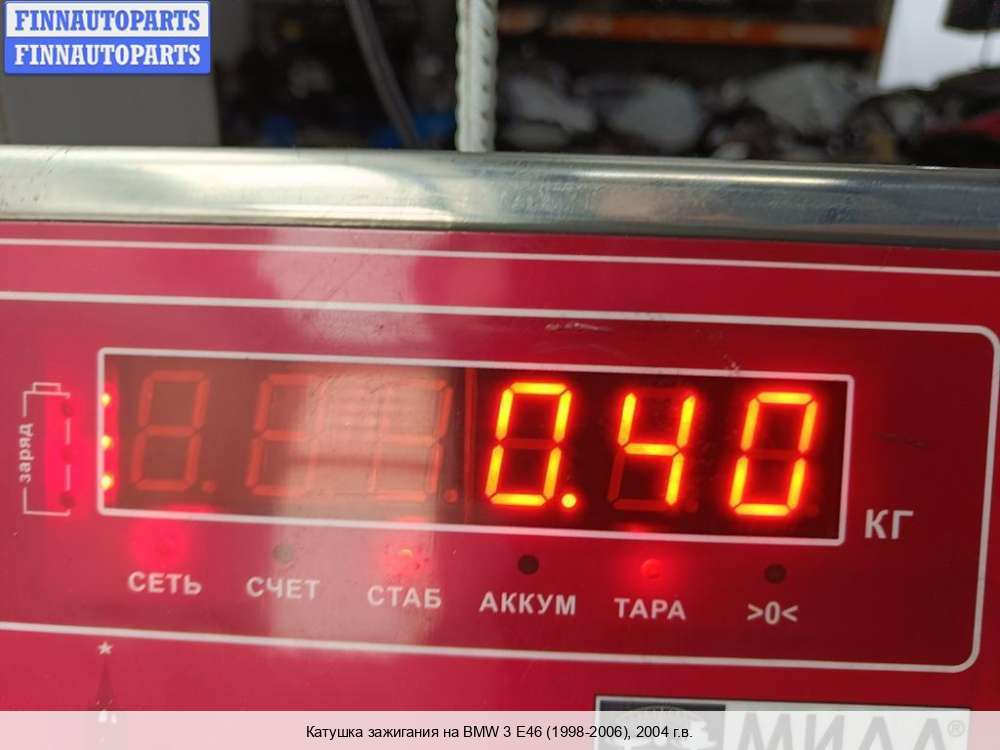 FINNAUTOPARTS
FINNAUTOPARTS
заряд
0.40
КГ
СЕТЬ СЧЕТ СТАБ АККУМ ТАРА >0<
МИДЛ®
Катушка зажигания на BMW 3 E46 (1998-2006), 2004 г.в.